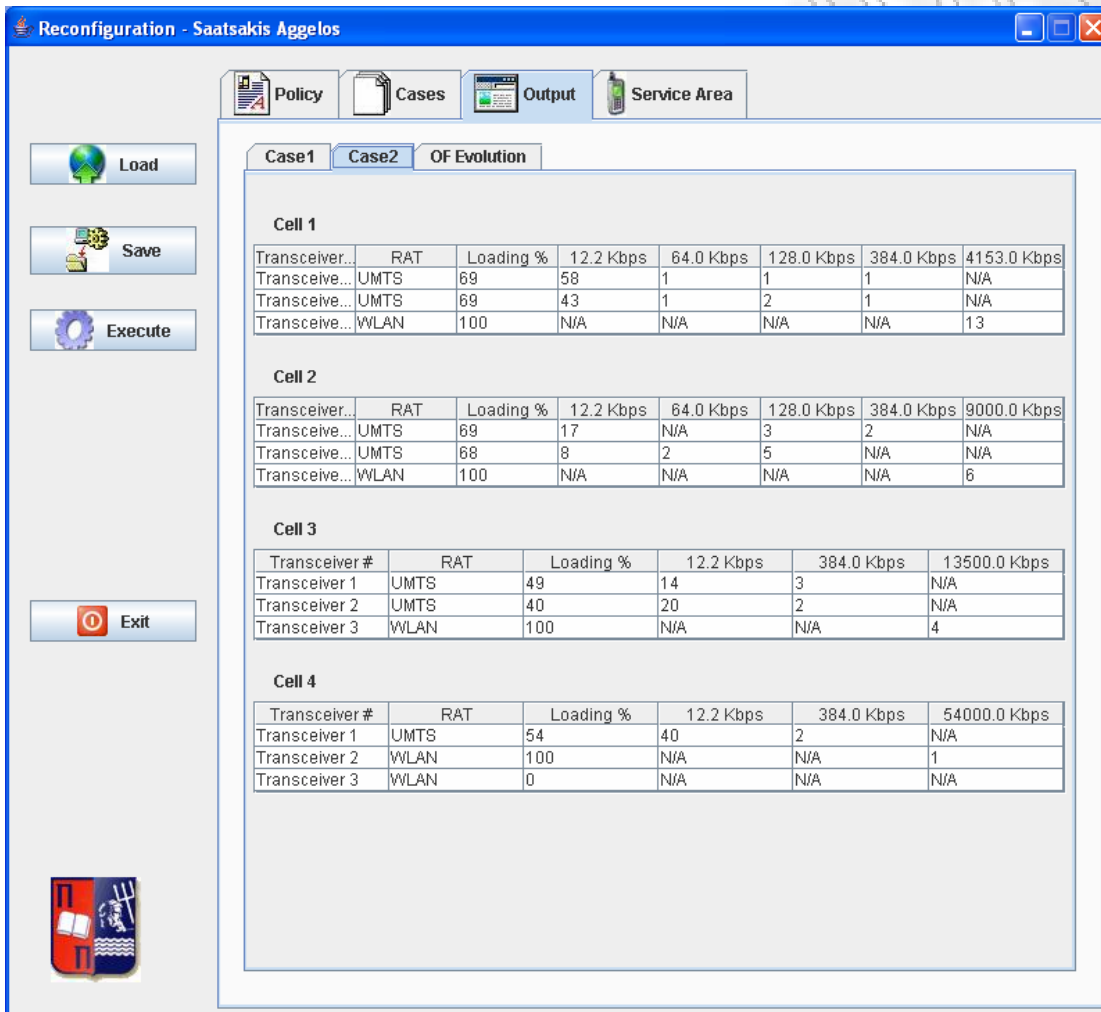 Reconfiguration - Saatsakis Aggelos
Policy Cases Output Service Area
Load
Save
Execute
Exit
Case1 Case2 OF Evolution
Cell 1
Transceiver... RAT Loading % 12.2 Kbps 64.0 Kbps 128.0 Kbps 384.0 Kbps 4153.0 Kbps
Transceive... UMTS 69 58 1 1 1 N/A
Transceive... UMTS 69 43 1 2 1 N/A
Transceive... WLAN 100 N/A N/A N/A N/A 13
Cell 2
Transceiver... RAT Loading % 12.2 Kbps 64.0 Kbps 128.0 Kbps 384.0 Kbps 9000.0 Kbps
Transceive... UMTS 69 17 N/A 3 2 N/A
Transceive... UMTS 68 8 2 5 N/A N/A
Transceive... WLAN 100 N/A N/A N/A N/A 6
Cell 3
Transceiver # RAT Loading % 12.2 Kbps 384.0 Kbps 13500.0 Kbps
Transceiver 1 UMTS 49 14 3 N/A
Transceiver 2 UMTS 40 20 2 N/A
Transceiver 3 WLAN 100 N/A N/A 4
Cell 4
Transceiver # RAT Loading % 12.2 Kbps 384.0 Kbps 54000.0 Kbps
Transceiver 1 UMTS 54 40 2 N/A
Transceiver 2 WLAN 100 N/A N/A 1
Transceiver 3 WLAN 0 N/A N/A N/A
Π
Π